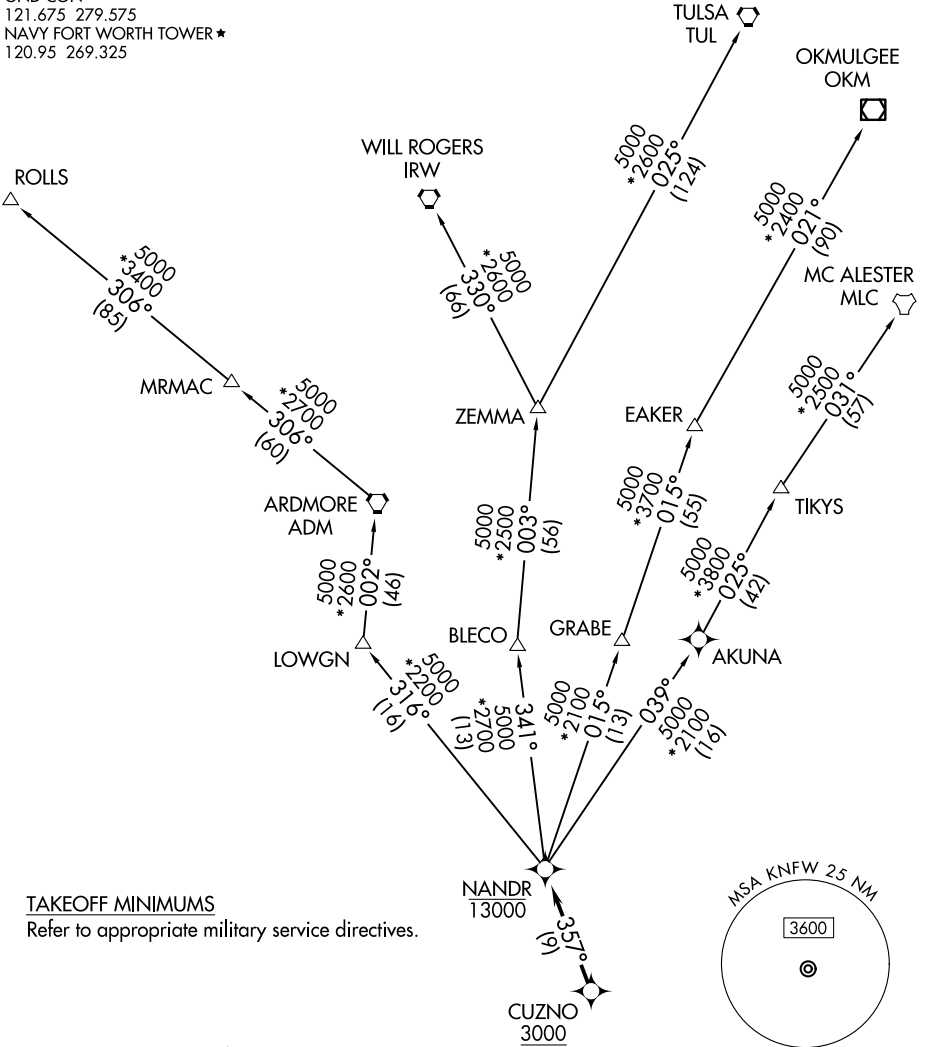 121.675 279.575
NAVY FORT WORTH TOWER ★
120.95 269.325
TULSA
TUL
OKMULGEE
OKM
WILL ROGERS
IRW
5000
*2600
025°
(124)
ROLLS
5000
*2400
021°
(90)
5000
*3400
306°
(85)
5000
*2600
330°
(66)
MC ALESTER
MLC
MRMAC
5000
*2700
306°
(60)
ZEMMA
EAKER
5000
*2500
031°
(57)
ARDMORE
ADM
5000
*2500
003°
(56)
5000
*3700
015°
(55)
TIKYS
5000
*2600
002°
(46)
5000
*3800
025°
(42)
LOWGN
BLECO
GRABE
AKUNA
5000
*2200
316°
(16)
341°
5000
*2700
(13)
5000
*2100
015°
(13)
039°
5000
*2100
(16)
NANDR
13000
TAKEOFF MINIMUMS
Refer to appropriate military service directives.
357°
(9)
CUZNO
3000
MSA KNFW 25 NM
3600